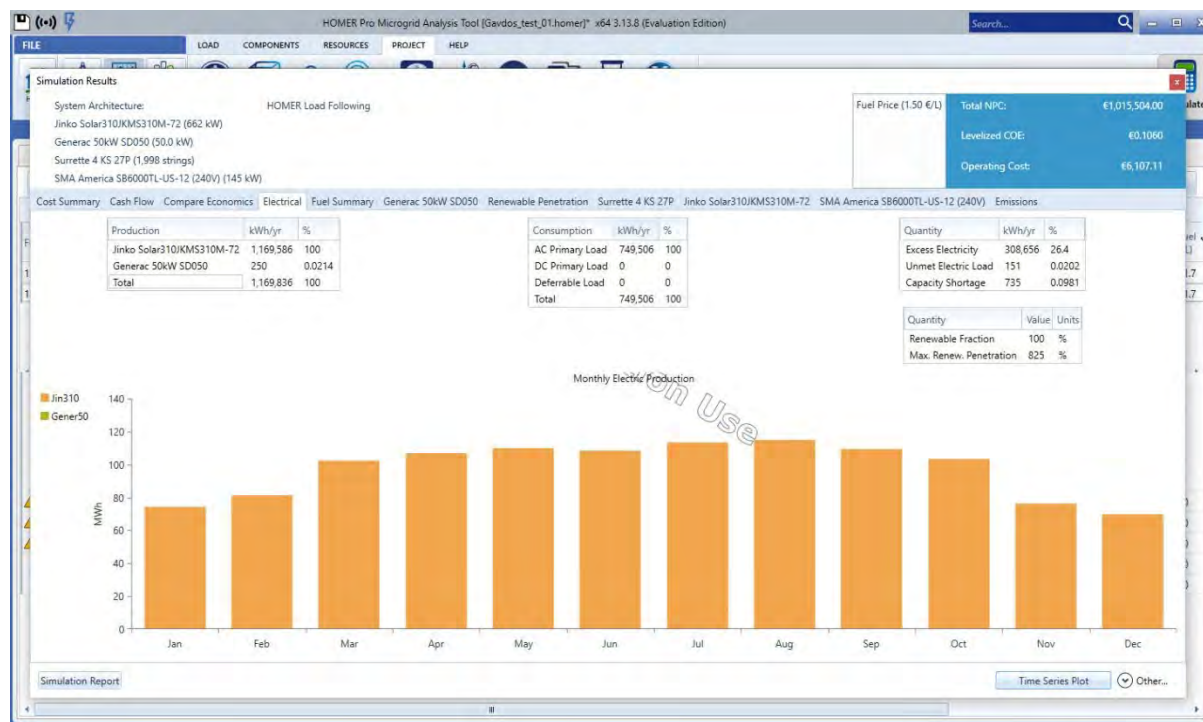 HOMER Pro Microgrid Analysis Tool [Gavdos_test_01.homer]* x64 3.13.8 (Evaluation Edition)
Search...
FILE LOAD COMPONENTS RESOURCES PROJECT HELP
Simulation Results
System Architecture: HOMER Load Following
Jinko Solar310JKMS310M-72 (662 kW)
Generac 50kW SD050 (50.0 kW)
Surrette 4 KS 27P (1,998 strings)
SMA America SB6000TL-US-12 (240V) (145 kW)
Fuel Price (1.50 €/L)
Total NPC: €1,015,504.00
Levelized COE: €0.1060
Operating Cost: €6,107.11
Cost Summary Cash Flow Compare Economics Electrical Fuel Summary Generac 50kW SD050 Renewable Penetration Surrette 4 KS 27P Jinko Solar310JKMS310M-72 SMA America SB6000TL-US-12 (240V) Emissions
Production kWh/yr %
Jinko Solar310JKMS310M-72 1,169,586 100
Generac 50kW SD050 250 0.0214
Total 1,169,836 100
Consumption kWh/yr %
AC Primary Load 749,506 100
DC Primary Load 0 0
Deferrable Load 0 0
Total 749,506 100
Quantity kWh/yr %
Excess Electricity 308,656 26.4
Unmet Electric Load 151 0.0202
Capacity Shortage 735 0.0981
Quantity Value Units
Renewable Fraction 100 %
Max. Renew. Penetration 825 %
Monthly Electric Production
Use
Jin310
Gener50
MWh
140
120
100
80
60
40
20
0
Jan Feb Mar Apr May Jun Jul Aug Sep Oct Nov Dec
Simulation Report
Time Series Plot
Other...